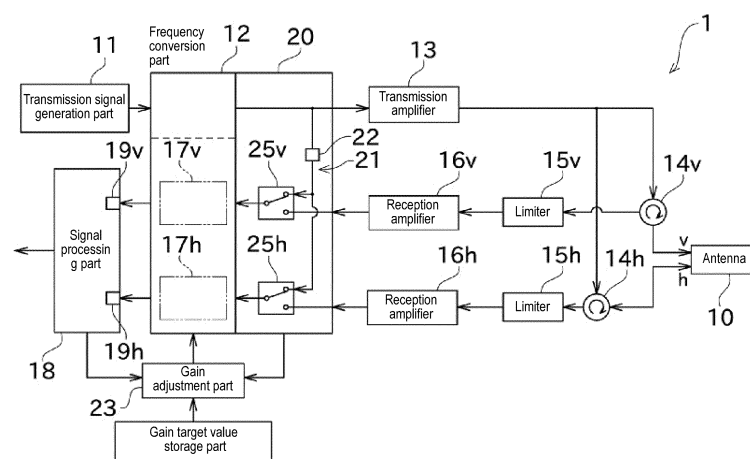 Frequency
conversion
part
12
20
11
13
1
Transmission signal
generation part
Transmission
amplifier
22
21
19v
17v
25v
16v
15v
14v
Signal
processin
g part
Reception
amplifier
Limiter
v
h
Antenna
10
17h
25h
16h
15h
14h
Reception
amplifier
Limiter
19h
18
Gain
adjustment part
23
Gain target value
storage part